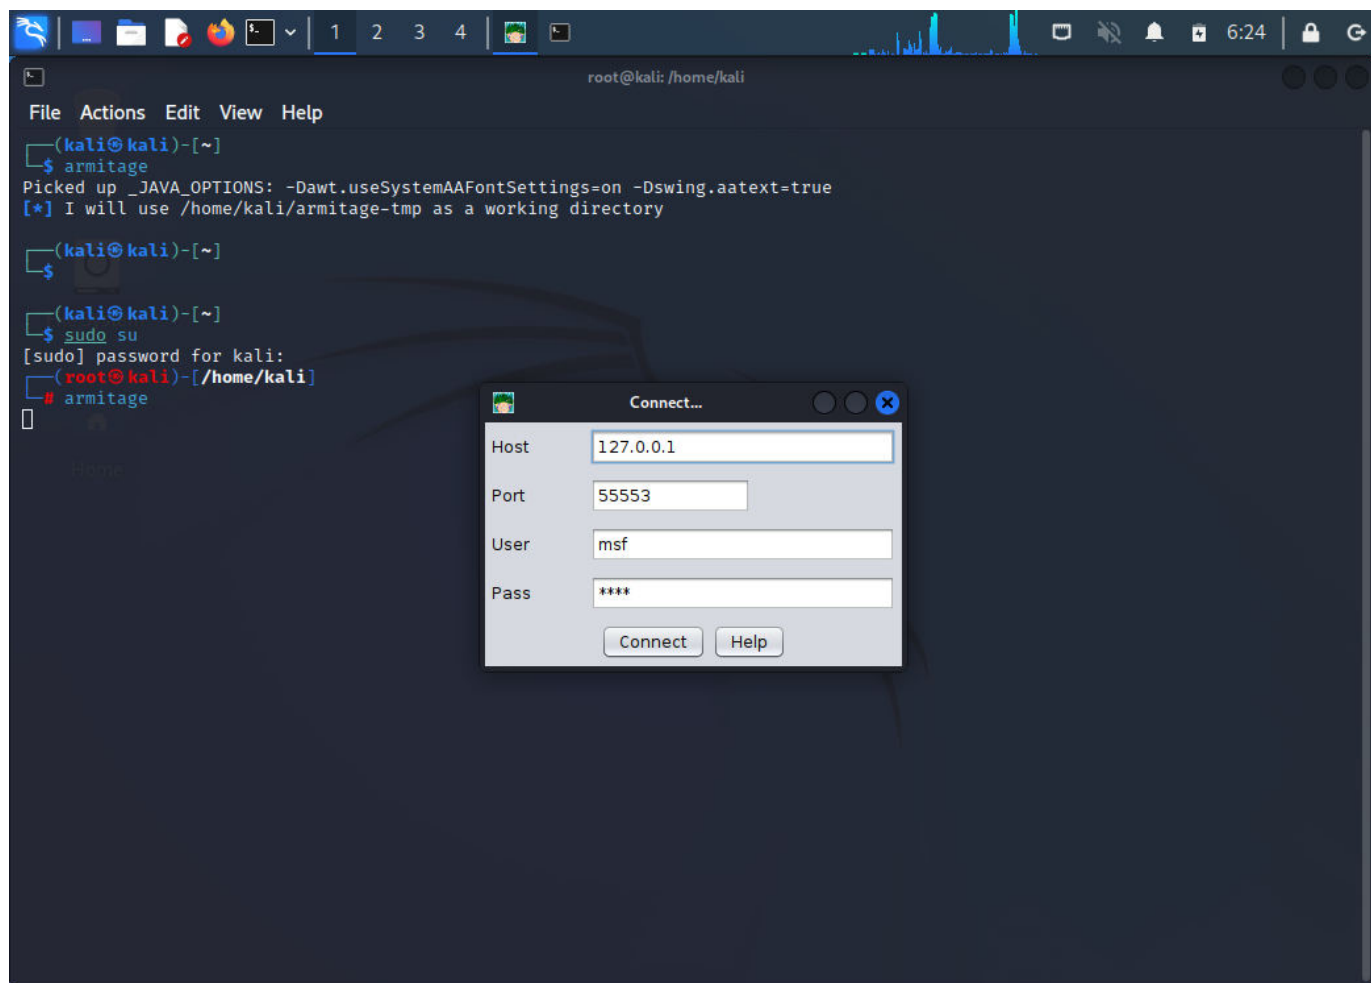 1 2 3 4 6:24
root@kali: /home/kali
File Actions Edit View Help
┌──(kali㉿kali)-[~]
└─$ armitage
Picked up _JAVA_OPTIONS: -Dawt.useSystemAAFontSettings=on -Dswing.aatext=true
[*] I will use /home/kali/armitage-tmp as a working directory
┌──(kali㉿kali)-[~]
└─$
┌──(kali㉿kali)-[~]
└─$ sudo su
[sudo] password for kali:
┌──(root㉿kali)-[/home/kali]
└─# armitage
Home
Connect...
Host 127.0.0.1
Port 55553
User msf
Pass ****
Connect Help